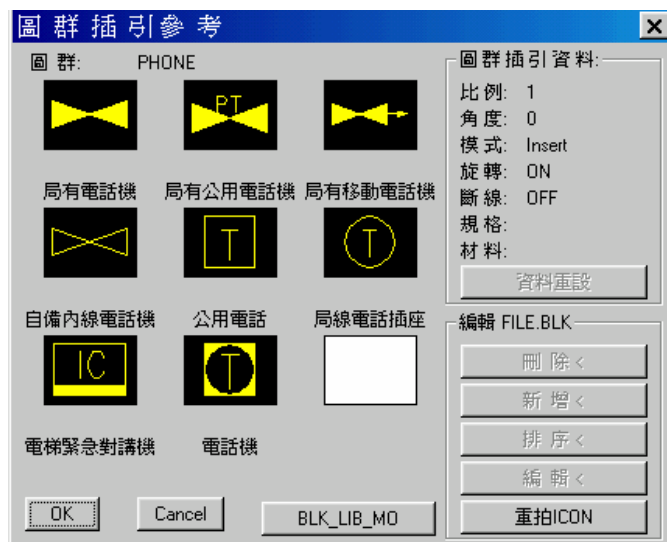 圖群插引參考
圖 群: PHONE
PT
局有電話機 局有公用電話機 局有移動電話機
T T
自備內線電話機 公用電話 局線電話插座
IC T
電梯緊急對講機 電話機
OK Cancel BLK_LIB_MO
圖群插引資料:
比例: 1
角度: 0
模式: Insert
旋轉: ON
斷線: OFF
規格:
材料:
資料重設
編輯 FILE.BLK
刪 除 <
新 增 <
排 序 <
編 輯 <
重拍ICON